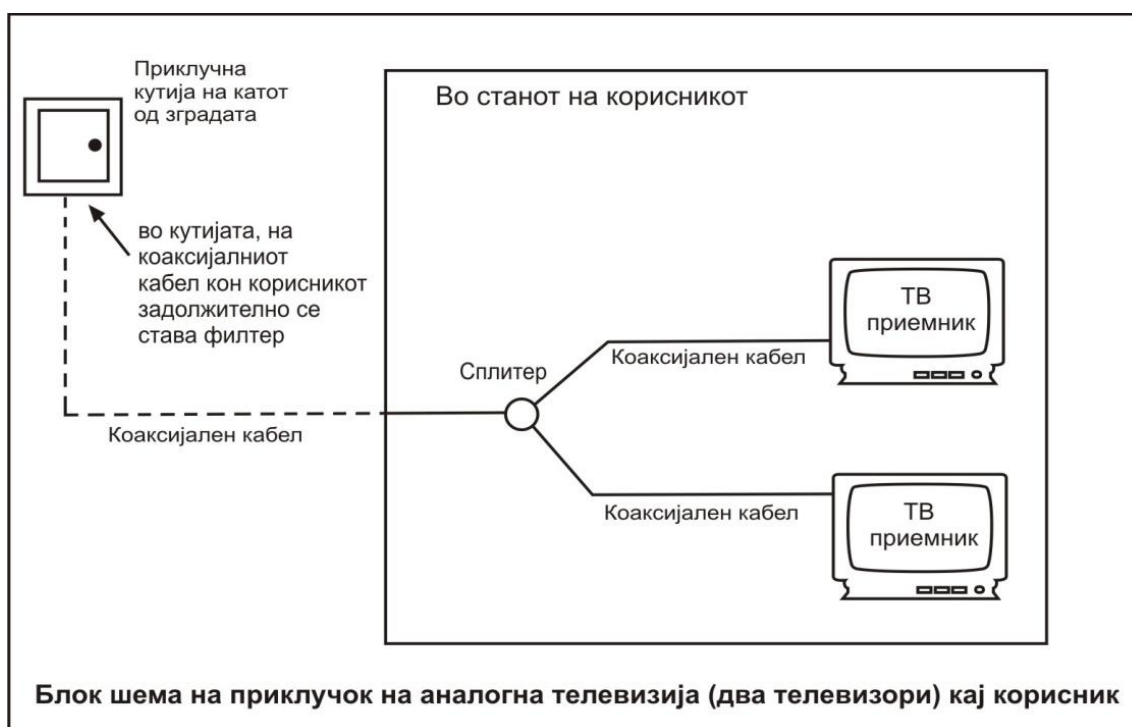 Приклучна
кутија на катот
од зградата
Во станот на корисникот
во кутијата, на
коаксијалниот
кабел кон корисникот
задолжително се
става филтер
ТВ
приемник
Коаксијален кабел
Сплитер
Коаксијален кабел
Коаксијален кабел
ТВ
приемник
Блок шема на приклучок на аналогна телевизија (два телевизори) кај корисник